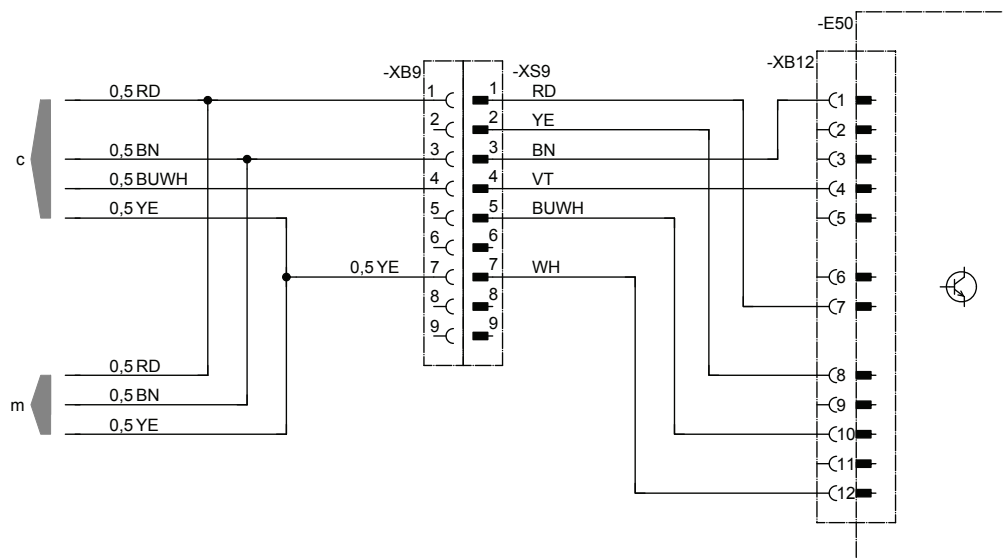 -E50
-XB12
-XB9 -XS9
0,5 RD 1 1 RD 1
2 2 YE 2
c 0,5 BN 3 3 BN 3
0,5 BUWH 4 4 VT 4
0,5 YE 5 5 BUWH 5
6 6
0,5 YE 7 7 WH 6
8 8 7
9 9
m 0,5 RD 8
0,5 BN 9
0,5 YE 10
11
12